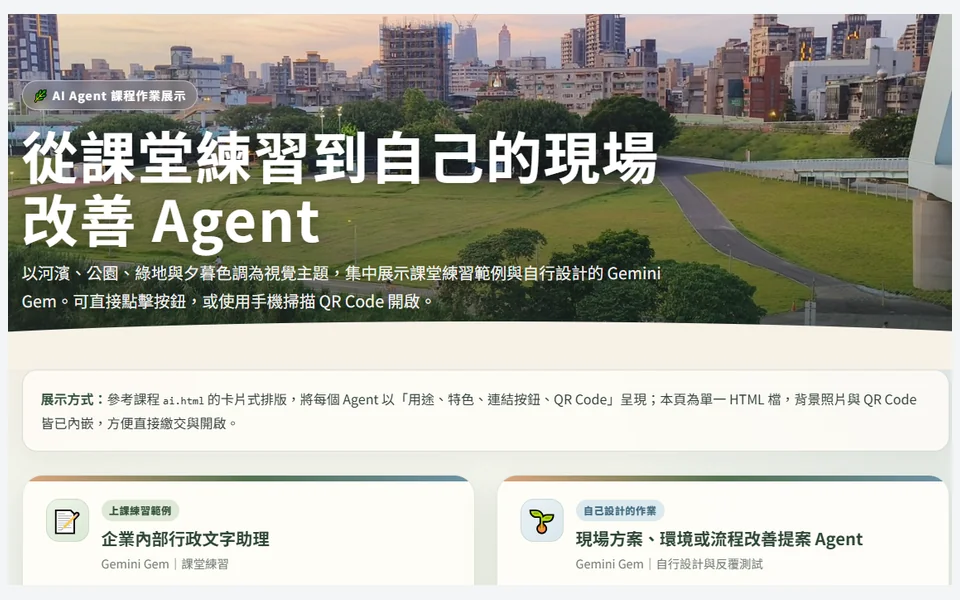 AI Agent 課程作業展示
從課堂練習到自己的現場
改善 Agent
以河濱、公園、綠地與夕暮色調為視覺主題，集中展示課堂練習範例與自行設計的 Gemini
Gem。可直接點擊按鈕，或使用手機掃描 QR Code 開啟。
展示方式：參考課程 ai.html 的卡片式排版，將每個 Agent 以「用途、特色、連結按鈕、QR Code」呈現；本頁為單一 HTML 檔，背景照片與 QR Code
皆已內嵌，方便直接繳交與開啟。
上課練習範例
企業內部行政文字助理
Gemini Gem｜課堂練習
自己設計的作業
現場方案、環境或流程改善提案 Agent
Gemini Gem｜自行設計與反覆測試